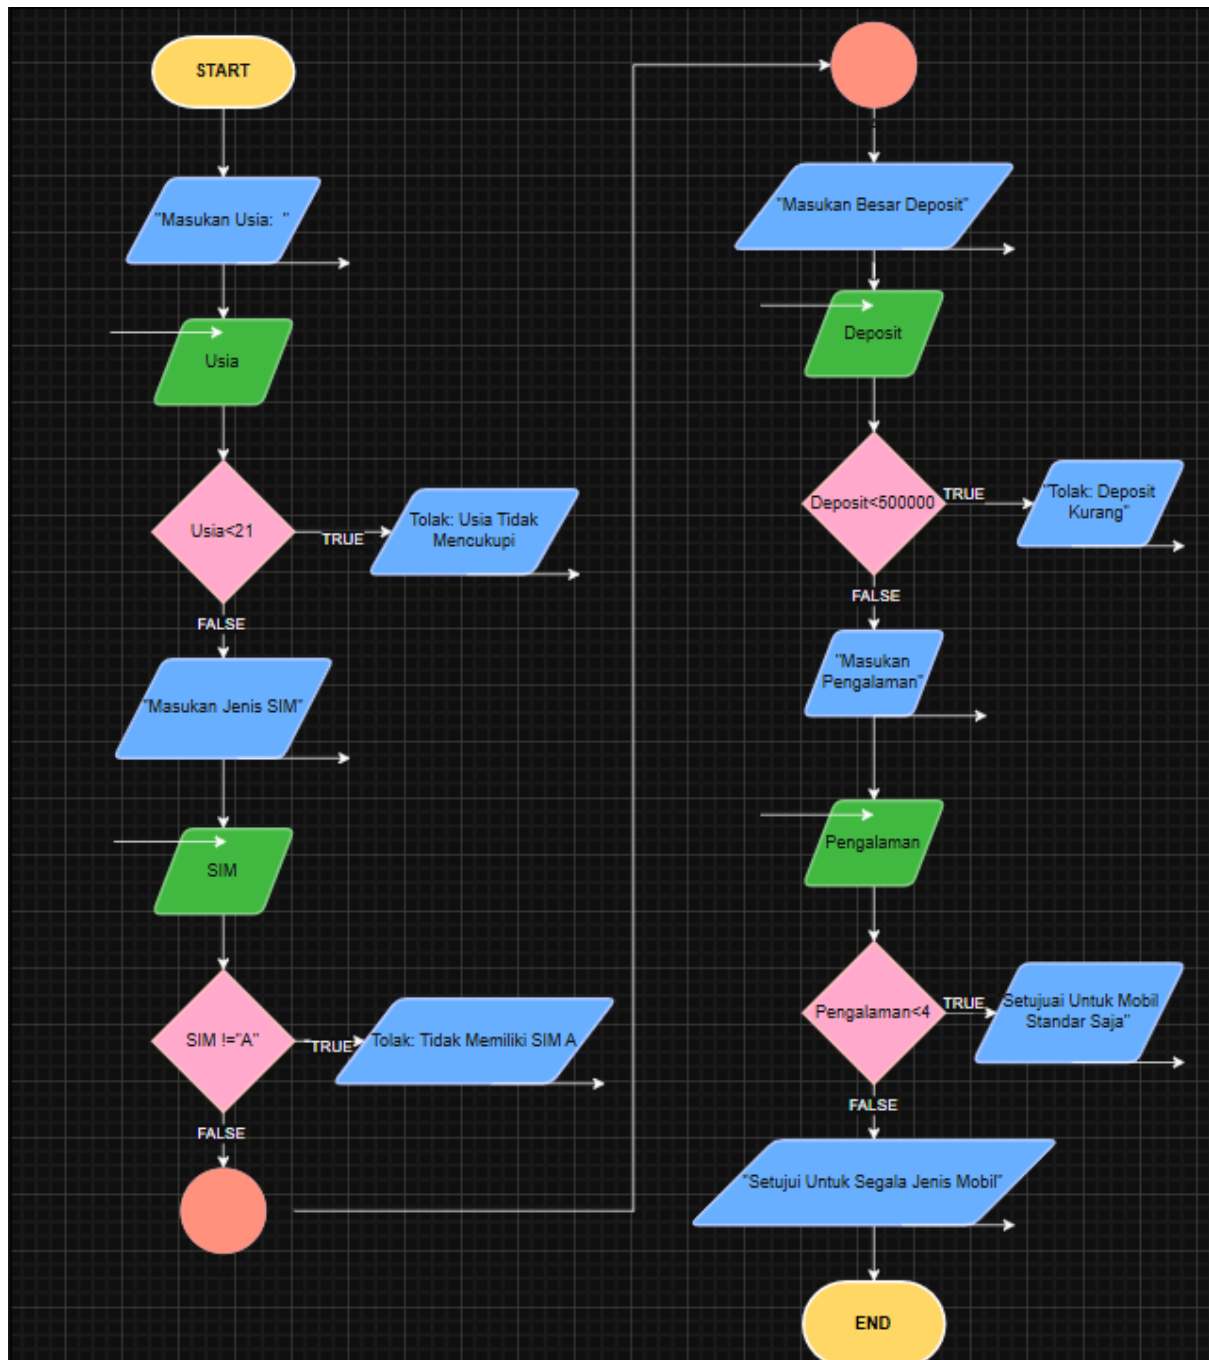 START
"Masukan Usia:  "
Usia
Usia<21
TRUE
Tolak: Usia Tidak
Mencukupi
FALSE
"Masukan Jenis SIM"
SIM
SIM !="A"
"TRUE
Tolak: Tidak Memiliki SIM A
FALSE
"Masukan Besar Deposit"
Deposit
Deposit<500000
TRUE
"Tolak: Deposit
Kurang"
FALSE
"Masukan
Pengalaman"
Pengalaman
Pengalaman<4
TRUE
Setujuai Untuk Mobil
Standar Saja"
FALSE
"Setujui Untuk Segala Jenis Mobil"
END